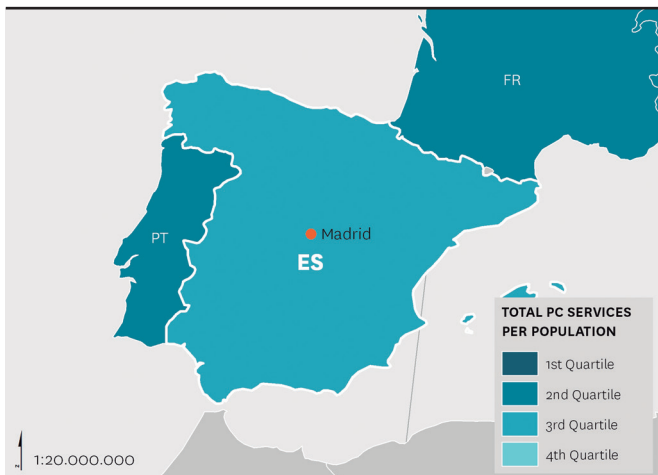 FR
PT
Madrid
ES
TOTAL PC SERVICES
PER POPULATION
1st Quartile
2nd Quartile
3rd Quartile
4th Quartile
N
1:20.000.000